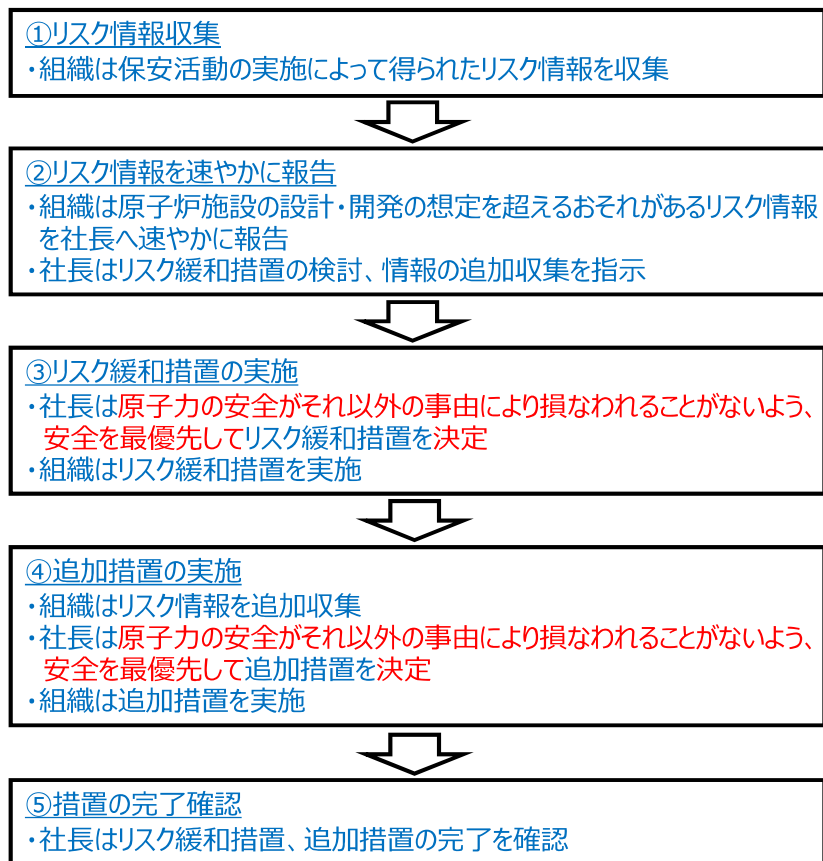 ①リスク情報収集
・組織は保安活動の実施によって得られたリスク情報を収集
②リスク情報を速やかに報告
・組織は原子炉施設の設計・開発の想定を超えるおそれがあるリスク情報
を社長へ速やかに報告
・社長はリスク緩和措置の検討、情報の追加収集を指示
③リスク緩和措置の実施
・社長は原子力の安全がそれ以外の事由により損なわれることがないよう、
安全を最優先してリスク緩和措置を決定
・組織はリスク緩和措置を実施
④追加措置の実施
・組織はリスク情報を追加収集
・社長は原子力の安全がそれ以外の事由により損なわれることがないよう、
安全を最優先して追加措置を決定
・組織は追加措置を実施
⑤措置の完了確認
・社長はリスク緩和措置、追加措置の完了を確認